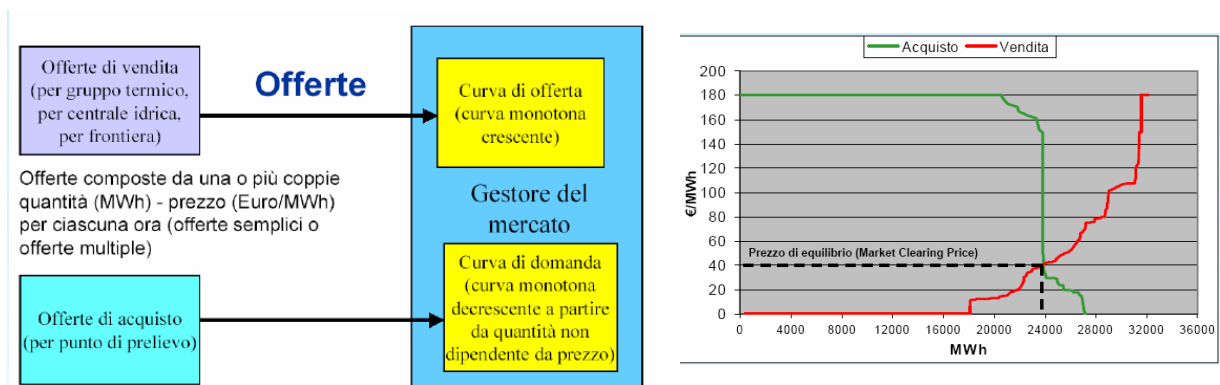 Offerte di vendita
(per gruppo termico,
per centrale idrica,
per frontiera)
Offerte
Curva di offerta
(curva monotona
crescente)
Offerte composte da una o più coppie
quantità (MWh) - prezzo (Euro/MWh)
per ciascuna ora (offerte semplici o
offerte multiple)
Gestore del
mercato
Offerte di acquisto
(per punto di prelievo)
Curva di domanda
(curva monotona
decrescente a partire
da quantità non
dipendente da prezzo)
Acquisto Vendita
€/MWh
200
180
160
140
120
100
80
60
40
20
0
Prezzo di equilibrio (Market Clearing Price)
0 4000 8000 12000 16000 20000 24000 28000 32000 36000
MWh